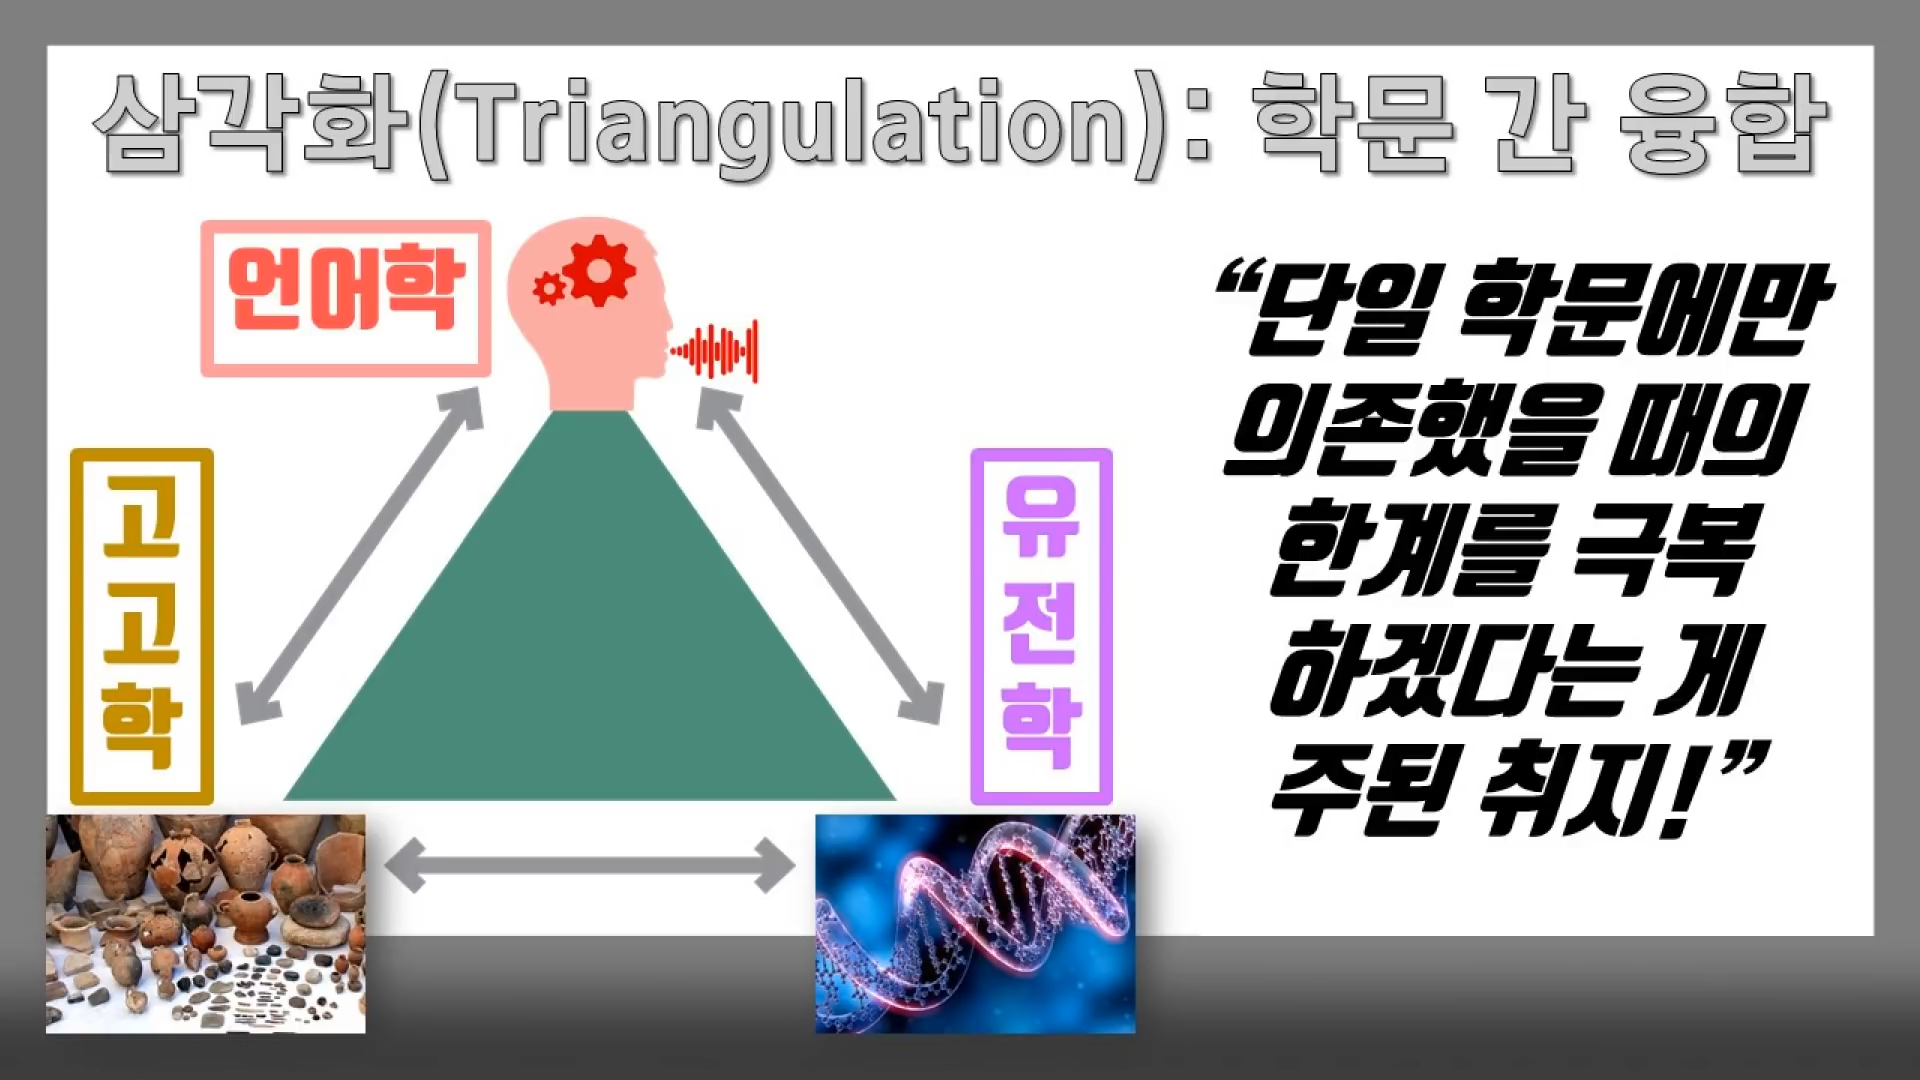 삼각화(Triangulation): 학문 간 융합
언어학
고고학
유전학
“단일 학문에만
의존했을 때의
한계를 극복
하겠다는 게
주된 취지!”